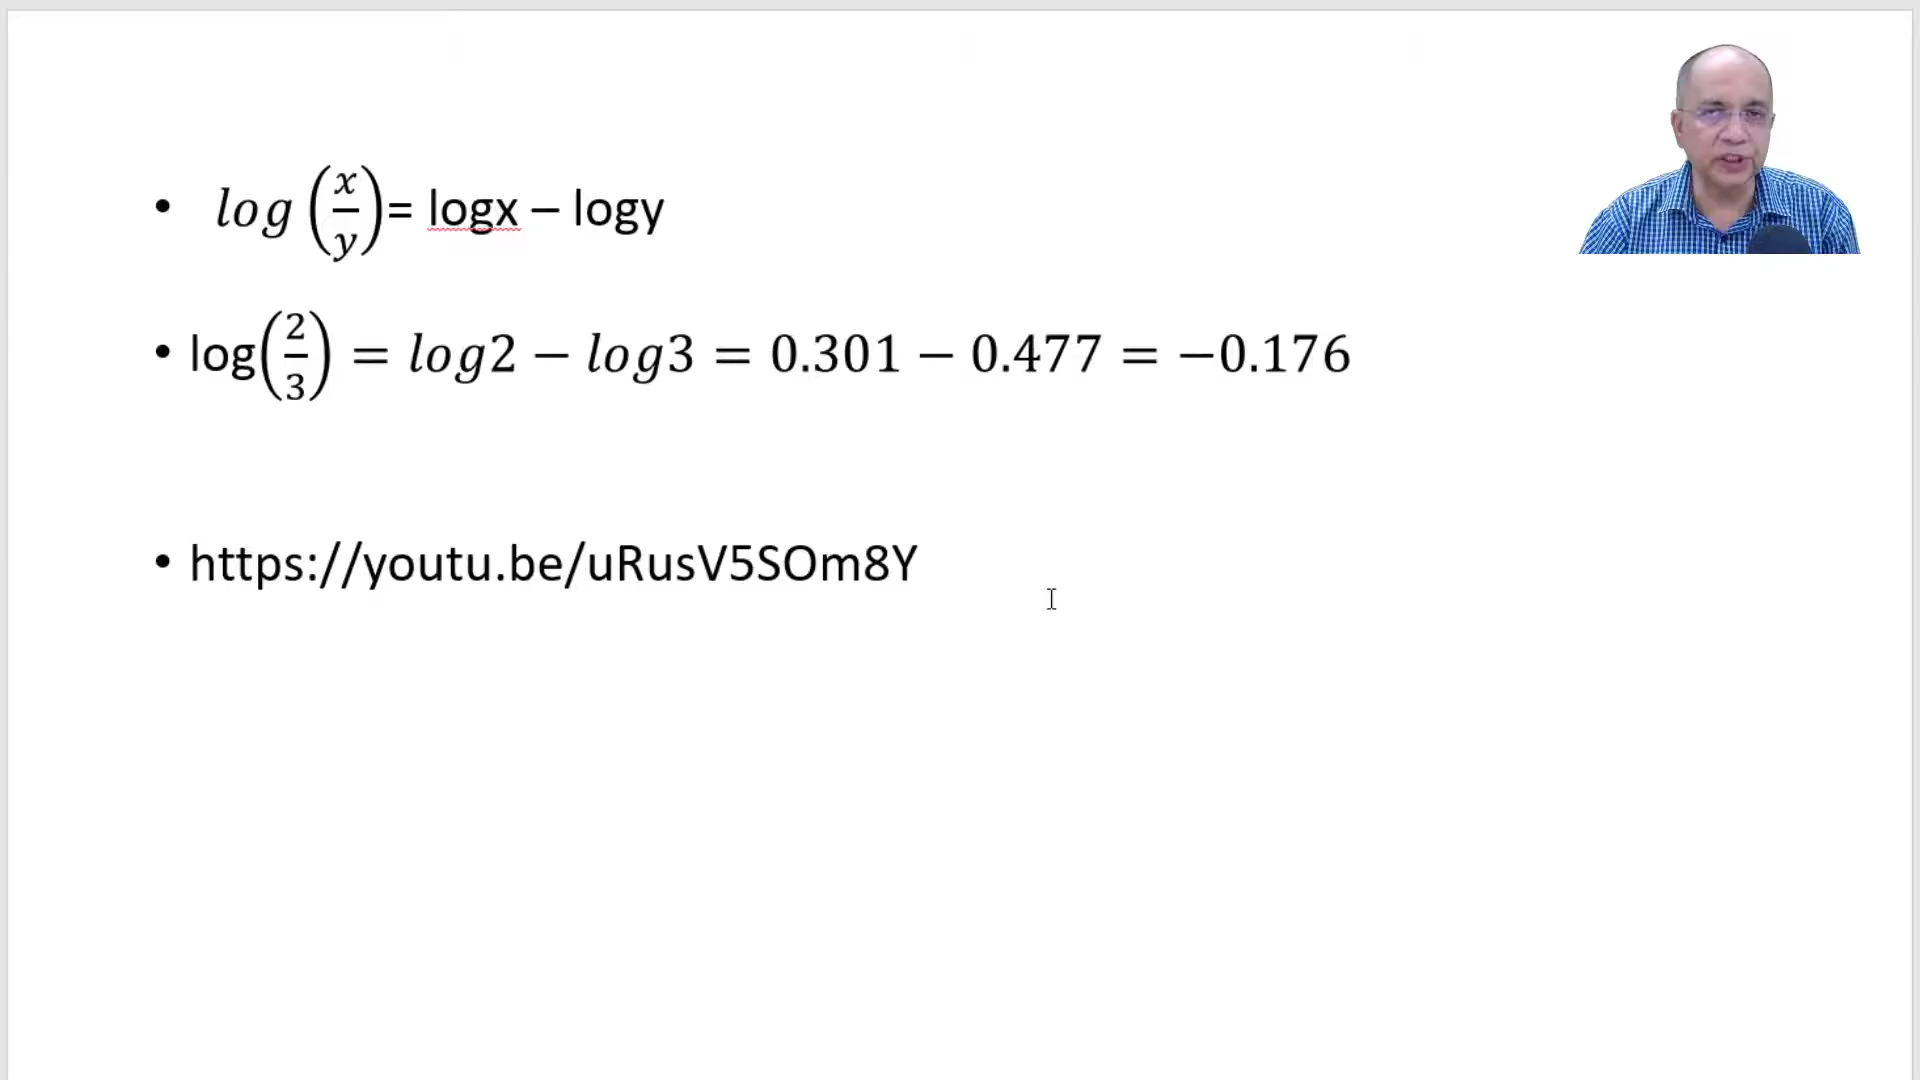 • log (x/y)= logx – logy
• log(2/3) = log2 − log3 = 0.301 − 0.477 = −0.176
• https://youtu.be/uRusV5SOm8Y